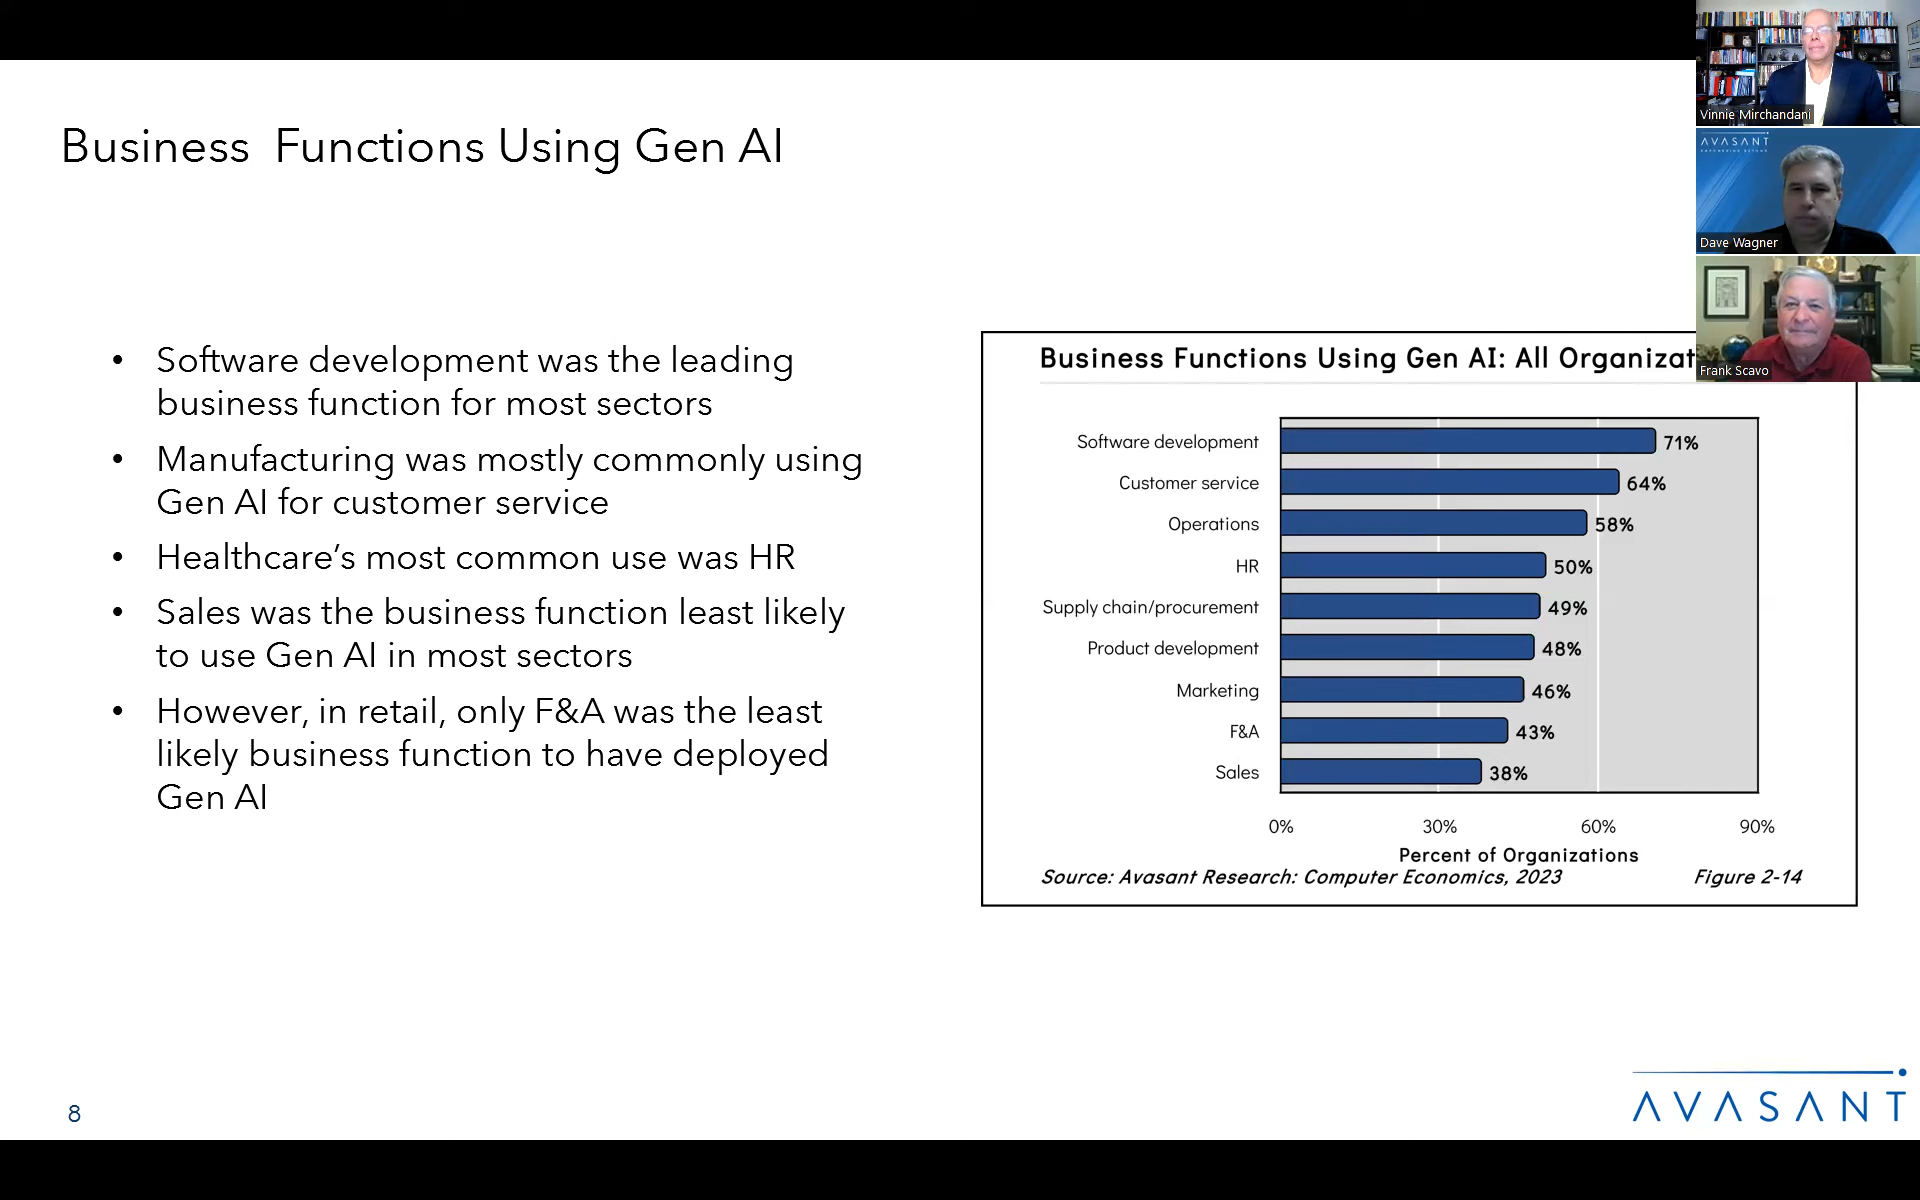 Business  Functions Using Gen AI
• Software development was the leading
business function for most sectors
• Manufacturing was mostly commonly using
Gen AI for customer service
• Healthcare’s most common use was HR
• Sales was the business function least likely
to use Gen AI in most sectors
• However, in retail, only F&A was the least
likely business function to have deployed
Gen AI
Business Functions Using Gen AI: All Organizat
Software development 71%
Customer service 64%
Operations 58%
HR 50%
Supply chain/procurement 49%
Product development 48%
Marketing 46%
F&A 43%
Sales 38%
0% 30% 60% 90%
Percent of Organizations
Source: Avasant Research: Computer Economics, 2023 Figure 2-14
Vinnie Mirchandani
AVASANT
Dave Wagner
Frank Scavo
8
AVASANT